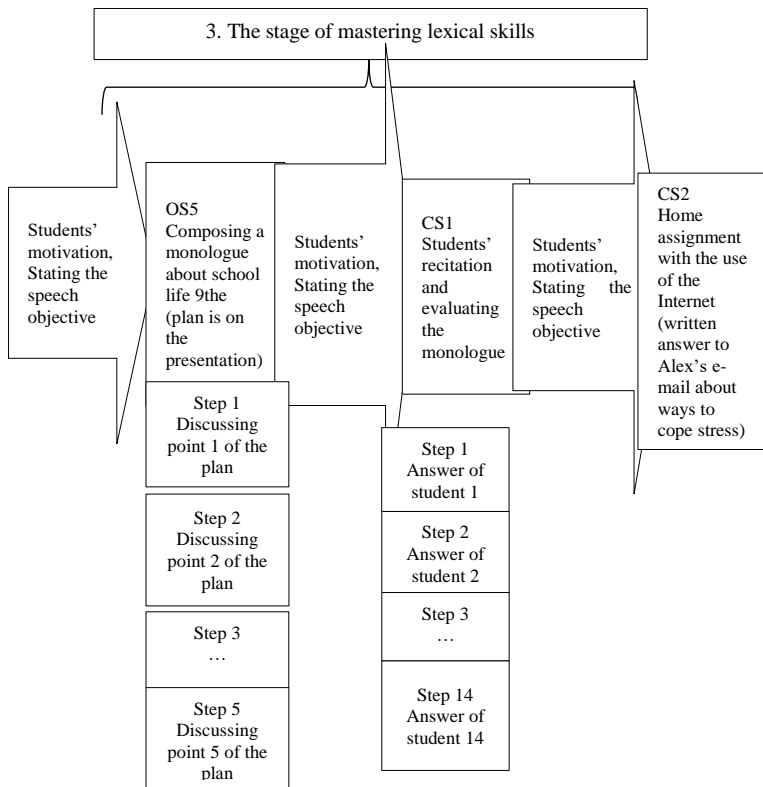 3. The stage of mastering lexical skills
Students’
motivation,
Stating the
speech
objective
OS5
Composing a
monologue
about school
life 9the
(plan is on
the
presentation)
Step 1
Discussing
point 1 of the
plan
Step 2
Discussing
point 2 of the
plan
Step 3
…
Step 5
Discussing
point 5 of the
plan
Students’
motivation,
Stating the
speech
objective
CS1
Students’
recitation
and
evaluating
the
monologue
Step 1
Answer of
student 1
Step 2
Answer of
student 2
Step 3
…
Step 14
Answer of
student 14
Students’
motivation,
Stating the
speech
objective
CS2
Home
assignment
with the use
of the
Internet
(written
answer to
Alex’s e-
mail about
ways to
cope stress)